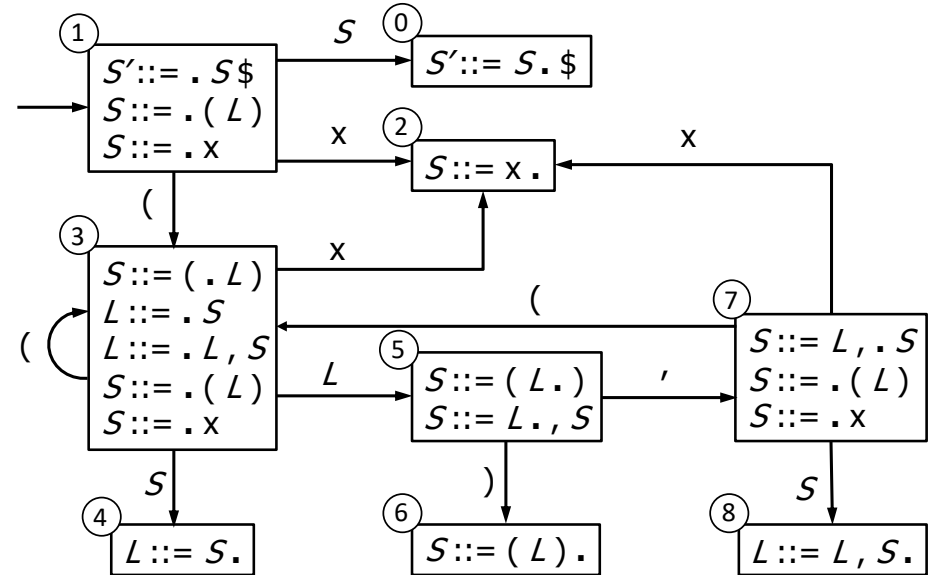 1
S′::= . S$
S::= .( L)
S::= . x
S
0
S′::= S. $
x
2
S::= x .
x
(
3
S::= (. L)
L ::= . S
L ::= . L , S
S::= .( L)
S::= . x
x
(
(
L
5
S::= ( L. )
S::= L. , S
,
7
S::= L , . S
S::= .( L)
S::= . x
S
4
L ::= S.
)
6
S::= ( L) .
S
8
L ::= L , S.